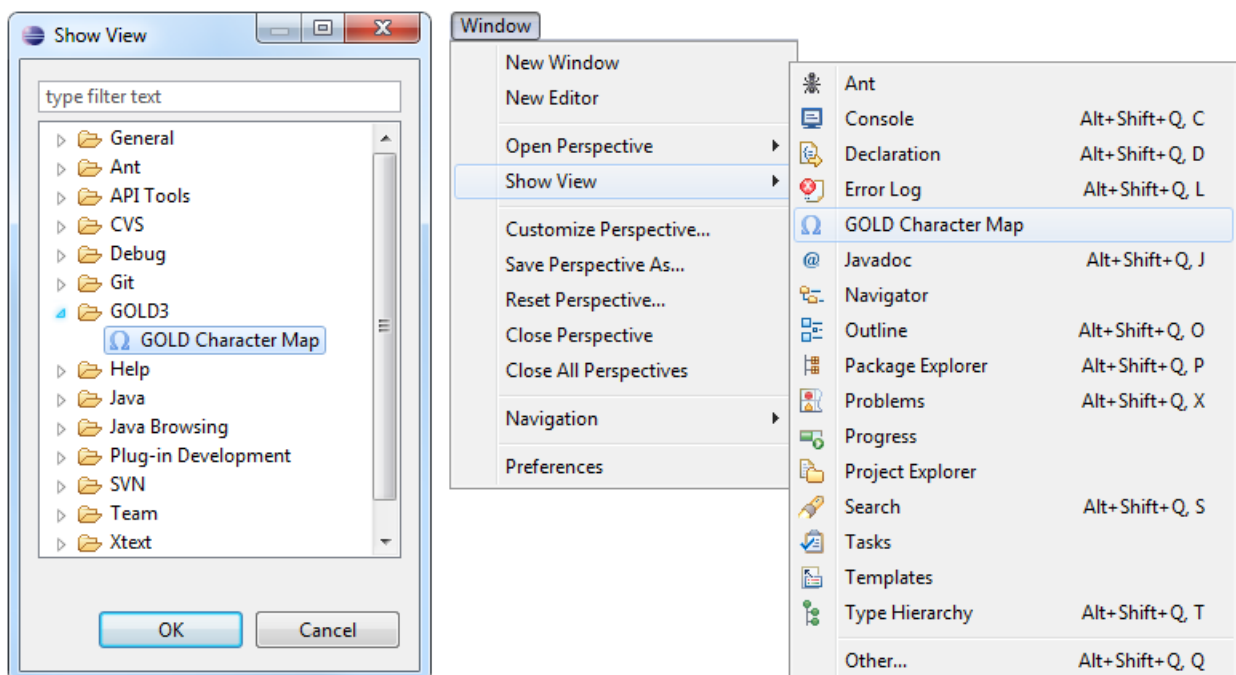 Show View
type filter text
General
Ant
API Tools
CVS
Debug
Git
GOLD3
Ω GOLD Character Map
Help
Java
Java Browsing
Plug-in Development
SVN
Team
Xtext
OK Cancel
Window
New Window
New Editor
Open Perspective
Show View
Customize Perspective...
Save Perspective As...
Reset Perspective...
Close Perspective
Close All Perspectives
Navigation
Preferences
Ant
Console Alt+Shift+Q, C
Declaration Alt+Shift+Q, D
Error Log Alt+Shift+Q, L
Ω GOLD Character Map
@ Javadoc Alt+Shift+Q, J
Navigator
Outline Alt+Shift+Q, O
Package Explorer Alt+Shift+Q, P
Problems Alt+Shift+Q, X
Progress
Project Explorer
Search Alt+Shift+Q, S
Tasks
Templates
Type Hierarchy Alt+Shift+Q, T
Other... Alt+Shift+Q, Q